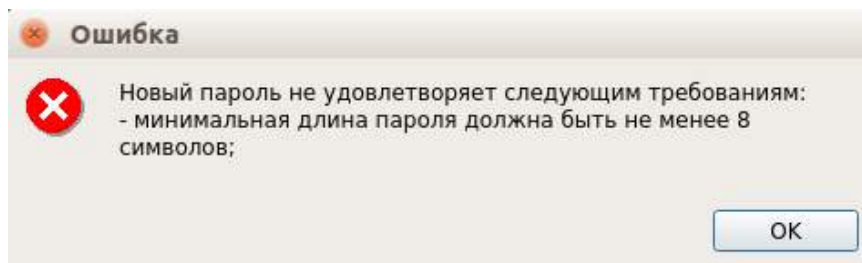 Ошибка
Новый пароль не удовлетворяет следующим требованиям:
- минимальная длина пароля должна быть не менее 8
символов;
OK